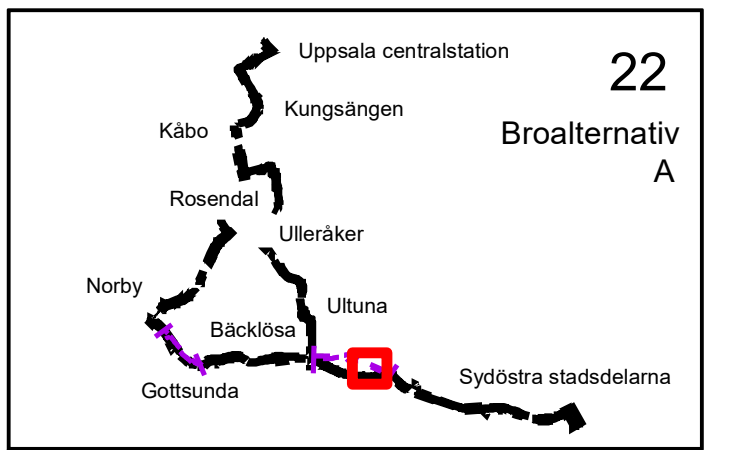 Uppsala centralstation
22
Kungsängen
Kåbo
Broalternativ
A
Rosendal
Ulleråker
Norby
Ultuna
Bäcklösa
Sydöstra stadsdelarna
Gottsunda